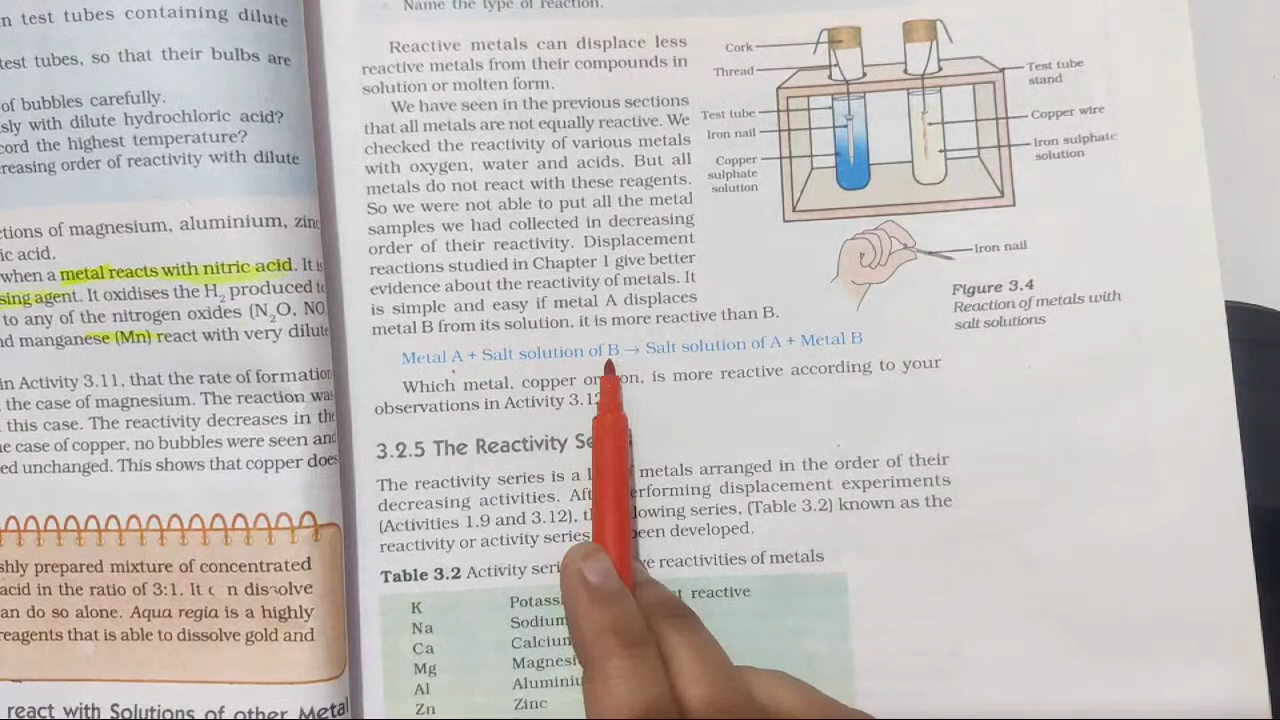 n test tubes containing dilute
test tubes, so that their bulbs are
of bubbles carefully.
sly with dilute hydrochloric acid?
cord the highest temperature?
reasing order of reactivity with dilute
ctions of magnesium, aluminium, zinc
ic acid.
when a metal reacts with nitric acid. It is
sing agent. It oxidises the H2 produced to
to any of the nitrogen oxides (N2O, NO,
nd manganese (Mn) react with very dilute
in Activity 3.11, that the rate of formation
the case of magnesium. The reaction was
this case. The reactivity decreases in the
e case of copper, no bubbles were seen and
ed unchanged. This shows that copper does
shly prepared mixture of concentrated
acid in the ratio of 3:1. It c n dissolve
an do so alone. Aqua regia is a highly
reagents that is able to dissolve gold and
react with Solutions of other Metal
Name the type of reaction.
Reactive metals can displace less
reactive metals from their compounds in
solution or molten form.
We have seen in the previous sections
that all metals are not equally reactive. We
checked the reactivity of various metals
with oxygen, water and acids. But all
metals do not react with these reagents.
So we were not able to put all the metal
samples we had collected in decreasing
order of their reactivity. Displacement
reactions studied in Chapter 1 give better
evidence about the reactivity of metals. It
is simple and easy if metal A displaces
metal B from its solution, it is more reactive than B.
Metal A + Salt solution of B → Salt solution of A + Metal B
Which metal, copper or on, is more reactive according to your
observations in Activity 3.12
3.2.5 The Reactivity Se
The reactivity series is a l metals arranged in the order of their
decreasing activities. Aft erforming displacement experiments
(Activities 1.9 and 3.12), t lowing series, (Table 3.2) known as the
reactivity or activity series been developed.
Table 3.2 Activity seri ve reactivities of metals
K Potass t reactive
Na Sodium
Ca Calcium
Mg Magnesi
Al Aluminiu
Zn Zinc
Cork
Thread
Test tube
Iron nail
Copper
sulphate
solution
Test tube
stand
Copper wire
Iron sulphate
solution
Iron nail
Figure 3.4
Reaction of metals with
salt solutions